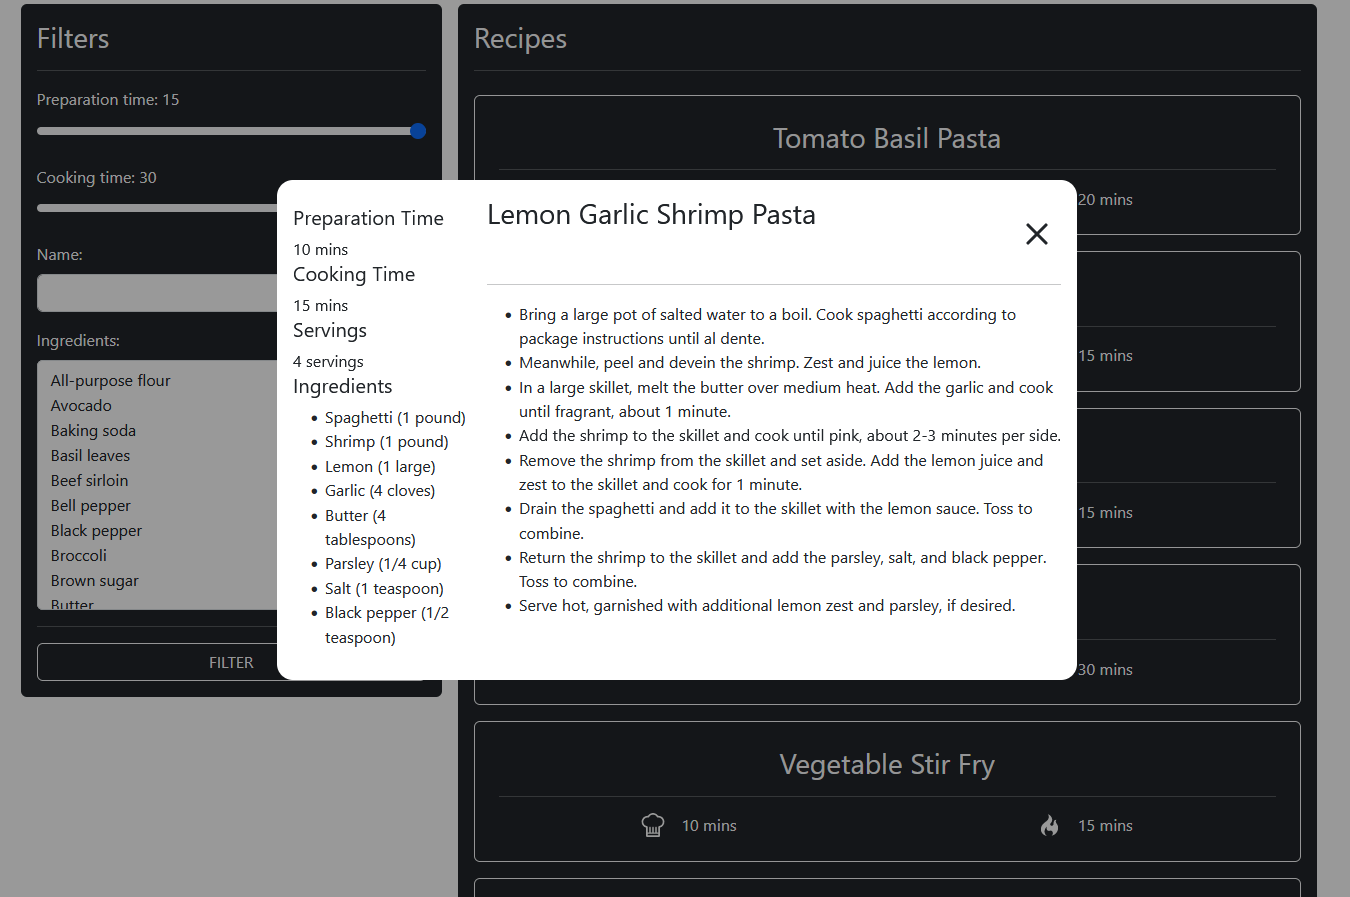 Filters
Preparation time: 15
Cooking time: 30
Name:
Ingredients:
All-purpose flour
Avocado
Baking soda
Basil leaves
Beef sirloin
Bell pepper
Black pepper
Broccoli
Brown sugar
Butter
FILTER
Recipes
Tomato Basil Pasta
20 mins
15 mins
15 mins
30 mins
Vegetable Stir Fry
10 mins
15 mins
Preparation Time
10 mins
Cooking Time
15 mins
Servings
4 servings
Ingredients
• Spaghetti (1 pound)
• Shrimp (1 pound)
• Lemon (1 large)
• Garlic (4 cloves)
• Butter (4
tablespoons)
• Parsley (1/4 cup)
• Salt (1 teaspoon)
• Black pepper (1/2
teaspoon)
Lemon Garlic Shrimp Pasta
• Bring a large pot of salted water to a boil. Cook spaghetti according to
package instructions until al dente.
• Meanwhile, peel and devein the shrimp. Zest and juice the lemon.
• In a large skillet, melt the butter over medium heat. Add the garlic and cook
until fragrant, about 1 minute.
• Add the shrimp to the skillet and cook until pink, about 2-3 minutes per side.
• Remove the shrimp from the skillet and set aside. Add the lemon juice and
zest to the skillet and cook for 1 minute.
• Drain the spaghetti and add it to the skillet with the lemon sauce. Toss to
combine.
• Return the shrimp to the skillet and add the parsley, salt, and black pepper.
Toss to combine.
• Serve hot, garnished with additional lemon zest and parsley, if desired.